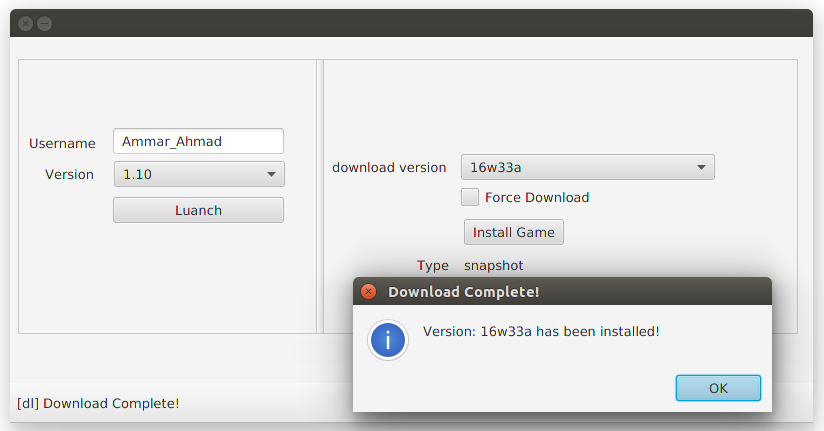 Username
Ammar_Ahmad
Version
1.10
Luanch
download version
16w33a
Force Download
Install Game
Type
snapshot
Download Complete!
i
Version: 16w33a has been installed!
OK
[dl] Download Complete!